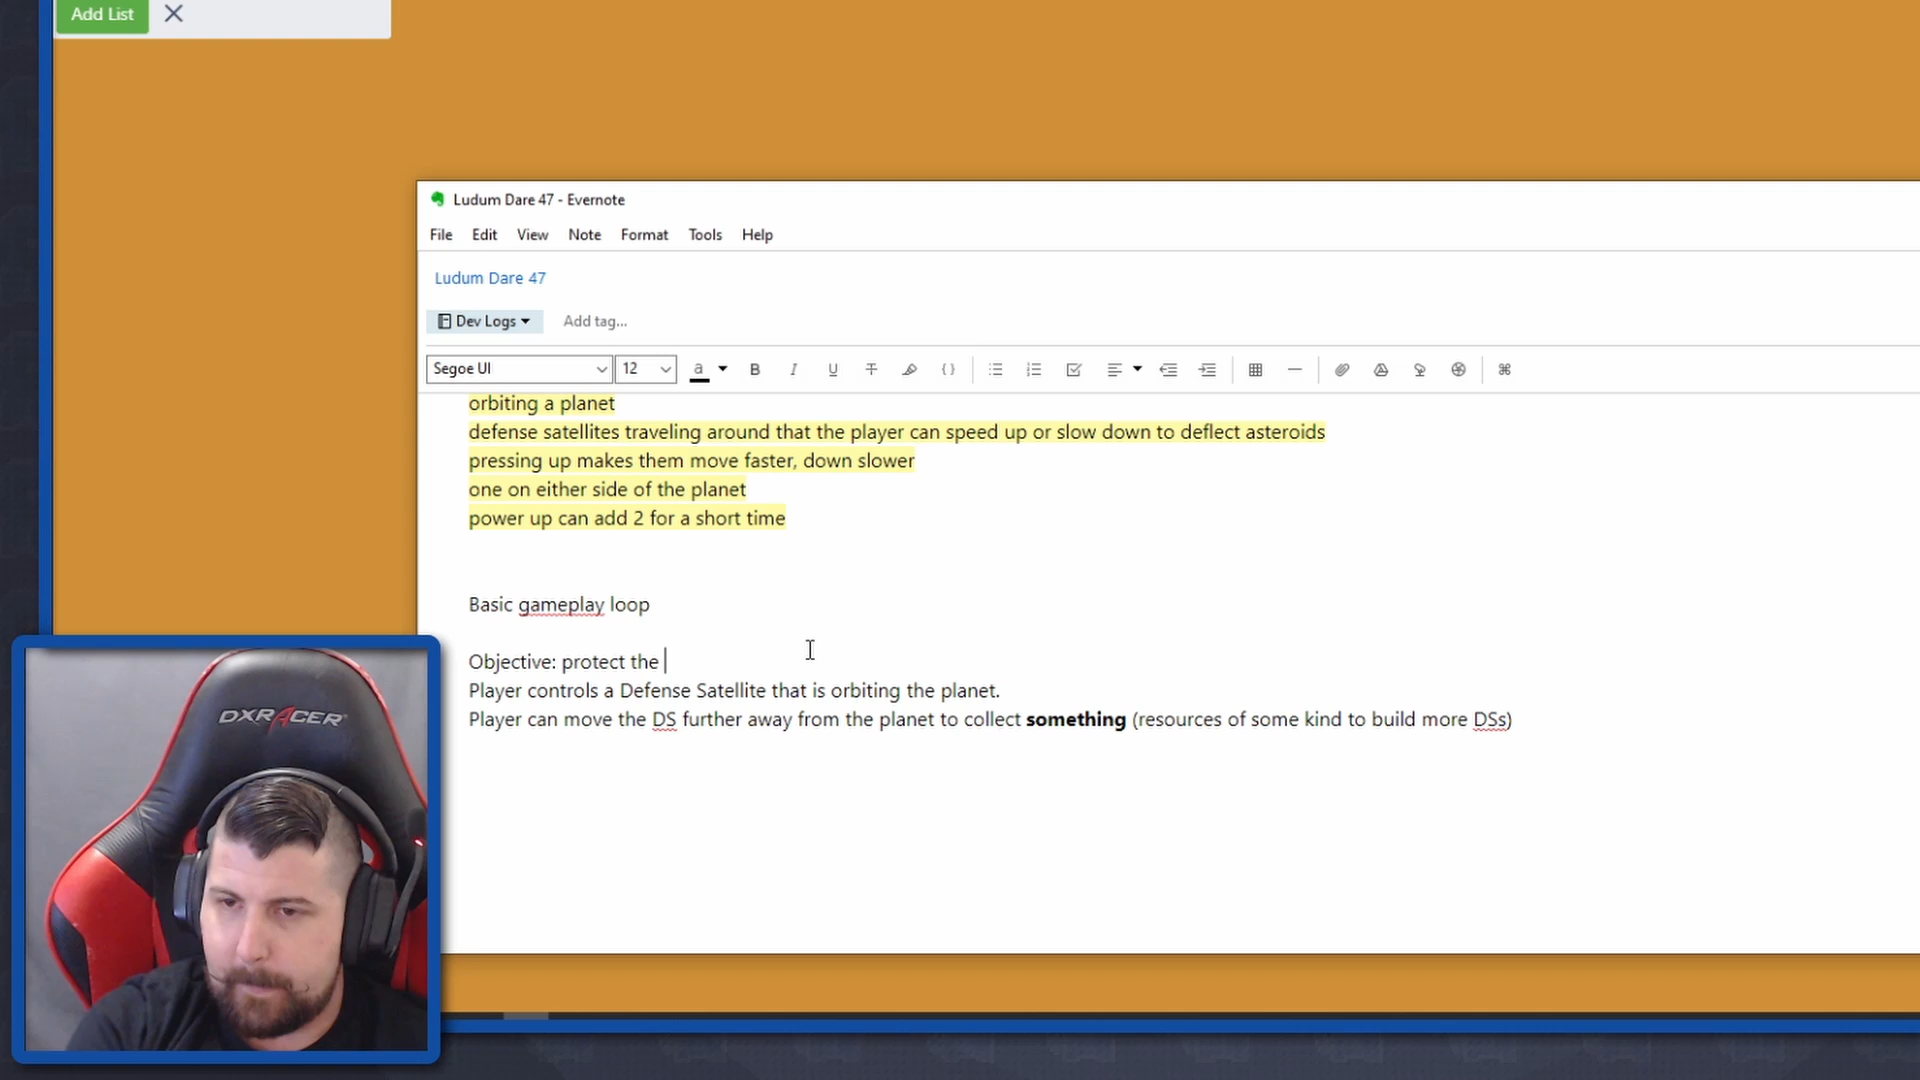 Add List
Ludum Dare 47 - Evernote
File Edit View Note Format Tools Help
Ludum Dare 47
Dev Logs Add tag...
Segoe UI 12 a B I U T
orbiting a planet
defense satellites traveling around that the player can speed up or slow down to deflect asteroids
pressing up makes them move faster, down slower
one on either side of the planet
power up can add 2 for a short time
Basic gameplay loop
Objective: protect the
Player controls a Defense Satellite that is orbiting the planet.
Player can move the DS further away from the planet to collect something (resources of some kind to build more DSs)
DXRACER